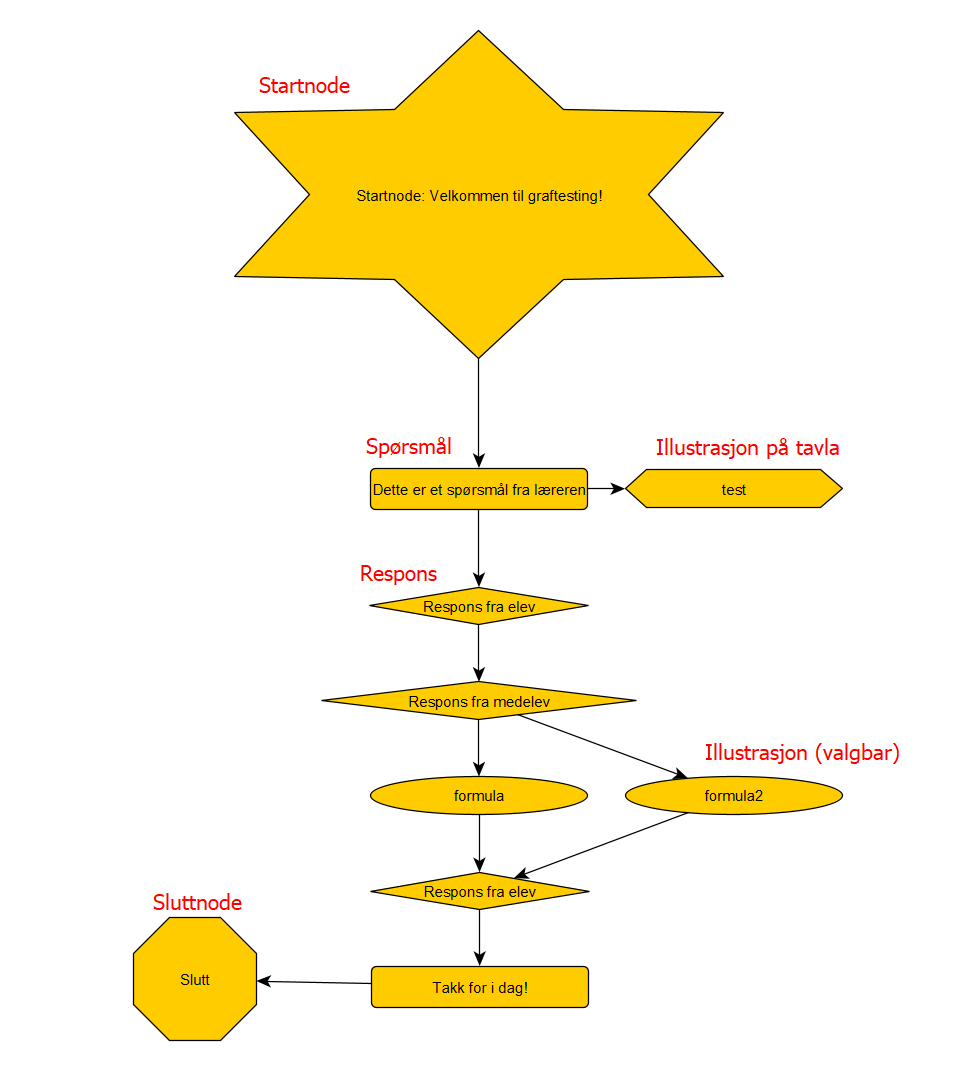 Startnode
Startnode: Velkommen til graftesting!
Spørsmål
Illustrasjon på tavla
Dette er et spørsmål fra læreren
test
Respons
Respons fra elev
Respons fra medelev
Illustrasjon (valgbar)
formula
formula2
Respons fra elev
Sluttnode
Slutt
Takk for i dag!